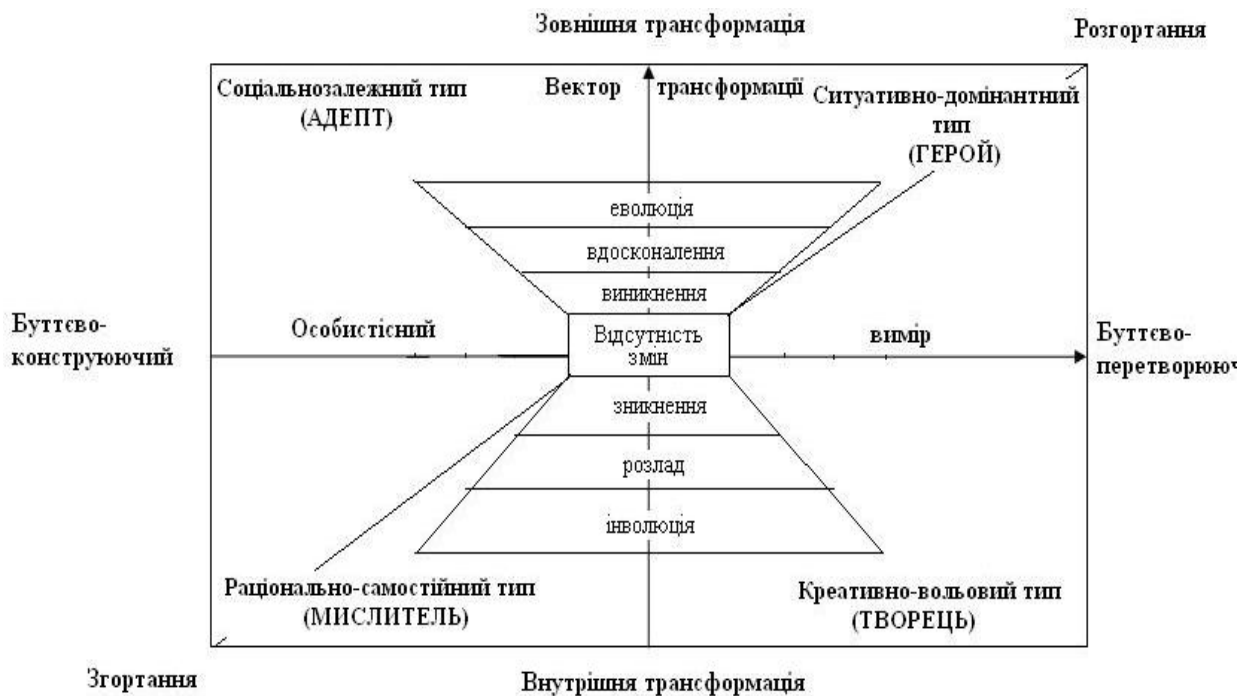 Зовнішня трансформація
Розгортання
Соціальнозалежний тип
(АДЕПТ)
Вектор трансформації
Ситуативно-домінантний
тип
(ГЕРОЙ)
еволюція
вдосконалення
виникнення
Буттєво-
конструюючий
Особистісний
Відсутність
змін
вимір
Буттєво-
перетворююч
зникнення
розлад
інволюція
Раціонально-самостійний тип
(МИСЛИТЕЛЬ)
Креативно-вольовий тип
(ТВОРЕЦЬ)
Згортання
Внутрішня трансформація